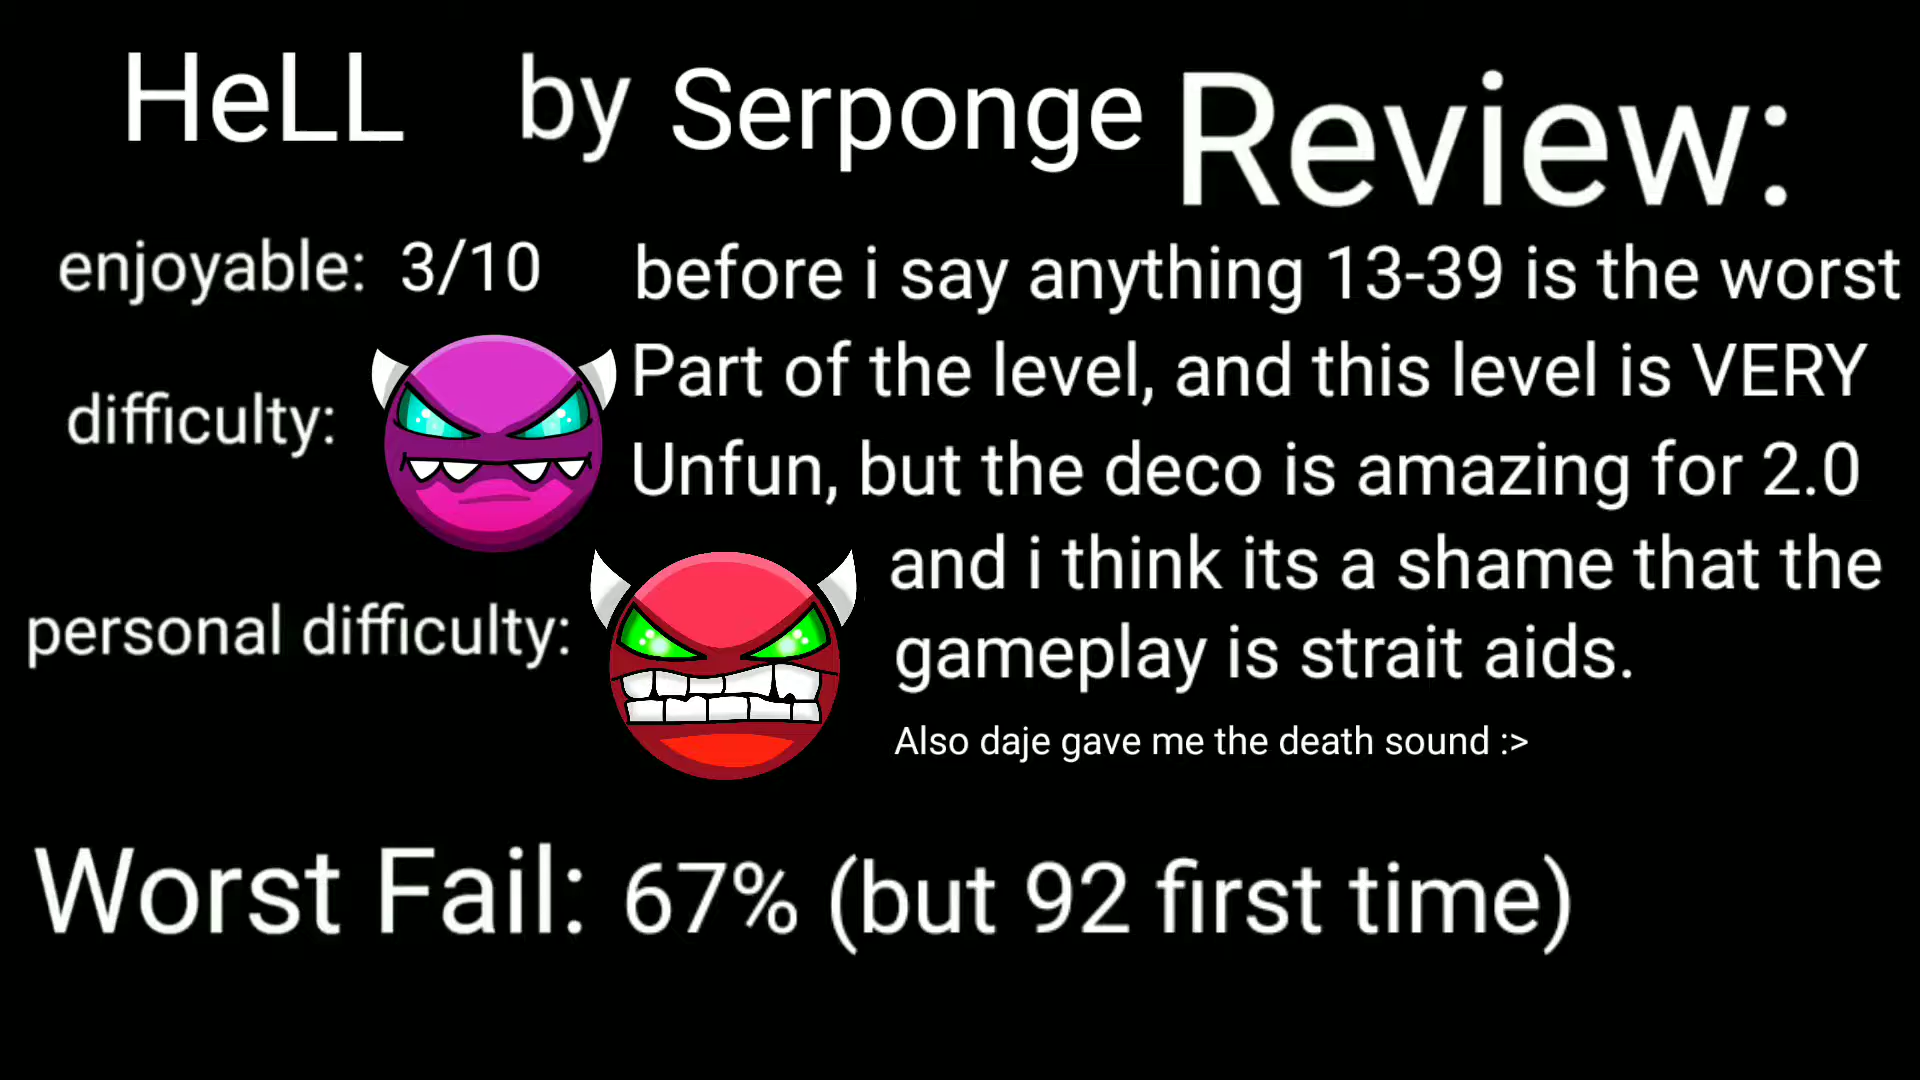 HeLL by Serponge Review:
enjoyable: 3/10
before i say anything 13-39 is the worst
Part of the level, and this level is VERY
difficulty:
Unfun, but the deco is amazing for 2.0
and i think its a shame that the
personal difficulty:
gameplay is strait aids.
Also daje gave me the death sound :>
Worst Fail: 67% (but 92 first time)